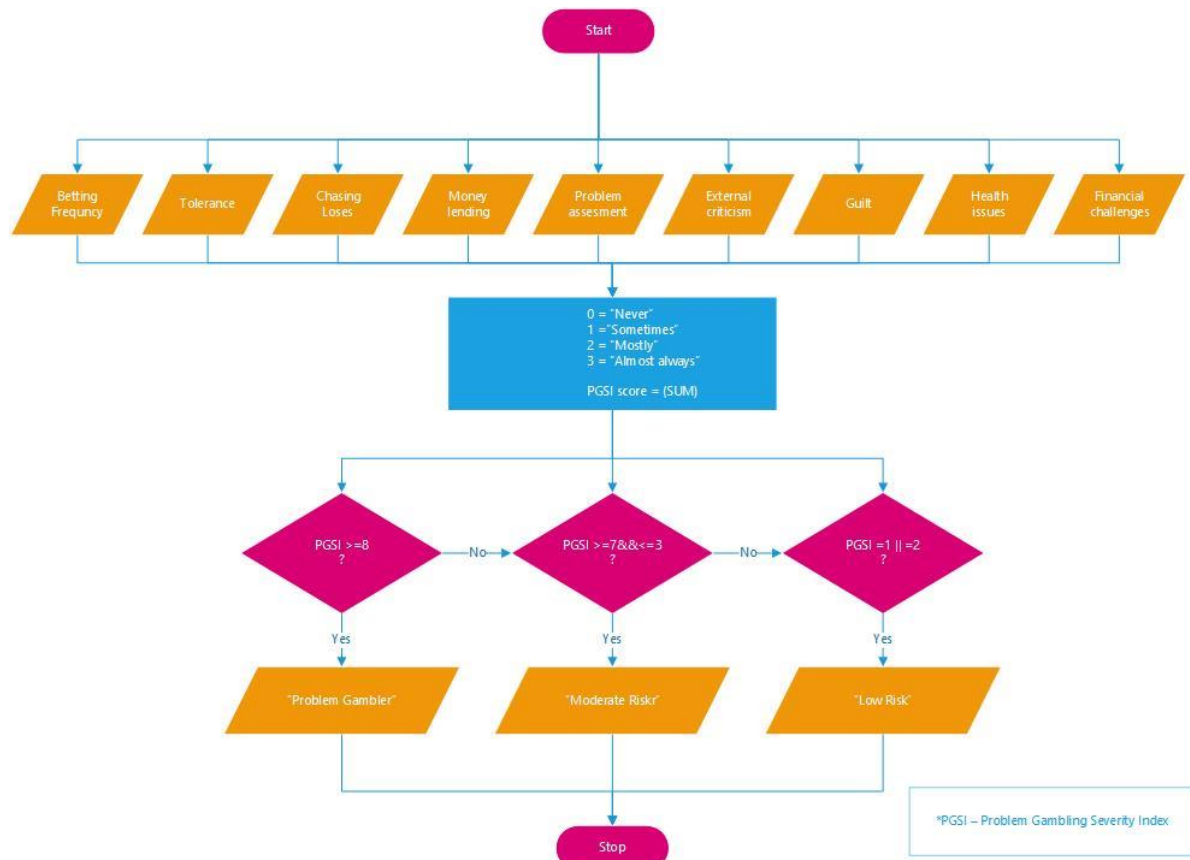 Start
Betting
Frequncy
Tolerance
Chasing
Loses
Money
lending
Problem
assesment
External
criticism
Guilt
Health
issues
Financial
challenges
0 = "Never"
1 ="Sometimes"
2 = "Mostly"
3 = "Almost always"
PGSI score = (SUM)
PGSI >=8
?
No
PGSI >=7&&<=3
?
No
PGSI =1 || =2
?
Yes
Yes
Yes
"Problem Gambler"
"Moderate Riskr"
"Low Risk"
*PGSI – Problem Gambling Severity Index
Stop